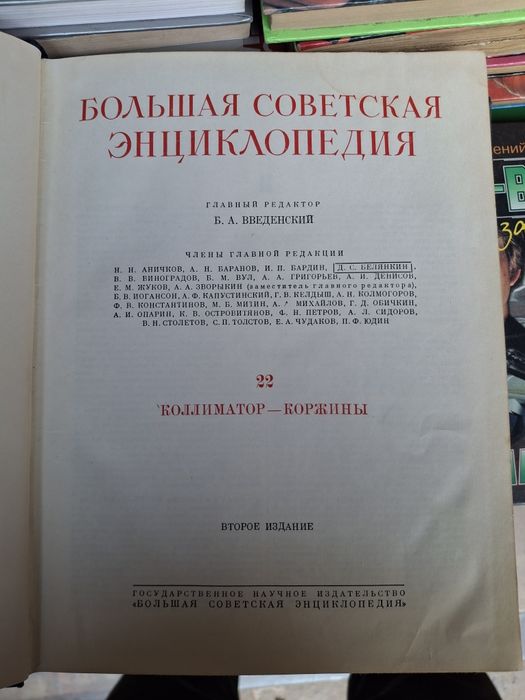 БОЛЬШАЯ СОВЕТСКАЯ
ЭНЦИКЛОПЕДИЯ
ГЛАВНЫЙ РЕДАКТОР
Б. А. ВВЕДЕНСКИЙ
ЧЛЕНЫ ГЛАВНОЙ РЕДАКЦИИ
Н. Н. АНИЧКОВ, А. Н. БАРАНОВ, И. П. БАРДИН, Д. С. БЕЛЯНКИН,
В. В. ВИНОГРАДОВ, Б. М. ВУЛ, А. А. ГРИГОРЬЕВ, А. И. ДЕНИСОВ,
Е. М. ЖУКОВ, А. А. ЗВОРЫКИН (заместитель главного редактора),
Б. В. ИОГАНСОН, А. Ф. КАПУСТИНСКИЙ, Г. В. КЕЛДЫШ, А. Н. КОЛМОГОРОВ,
Ф. В. КОНСТАНТИНОВ, М. Б. МИТИН, А. МИХАЙЛОВ, Г. Д. ОБИЧКИН,
А. И. ОПАРИН, К. В. ОСТРОВИТЯНОВ, Ф. Н. ПЕТРОВ, А. Л. СИДОРОВ,
В. Н. СТОЛЕТОВ, С. П. ТОЛСТОВ, Е. А. ЧУДАКОВ, П. Ф. ЮДИН
22
КОЛЛИМАТОР—КОРЖИНЫ
ВТОРОЕ ИЗДАНИЕ
ГОСУДАРСТВЕННОЕ НАУЧНОЕ ИЗДАТЕЛЬСТВО
«БОЛЬШАЯ СОВЕТСКАЯ ЭНЦИКЛОПЕДИЯ»